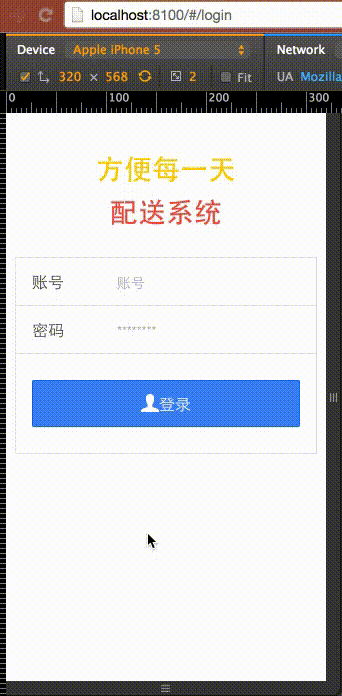 localhost:8100/#/login
Device Apple iPhone 5 Network
320 × 568 2 Fit UA Mozilla
0 100 200 300
方便每一天
配送系统
账号 账号
密码 ********
登录